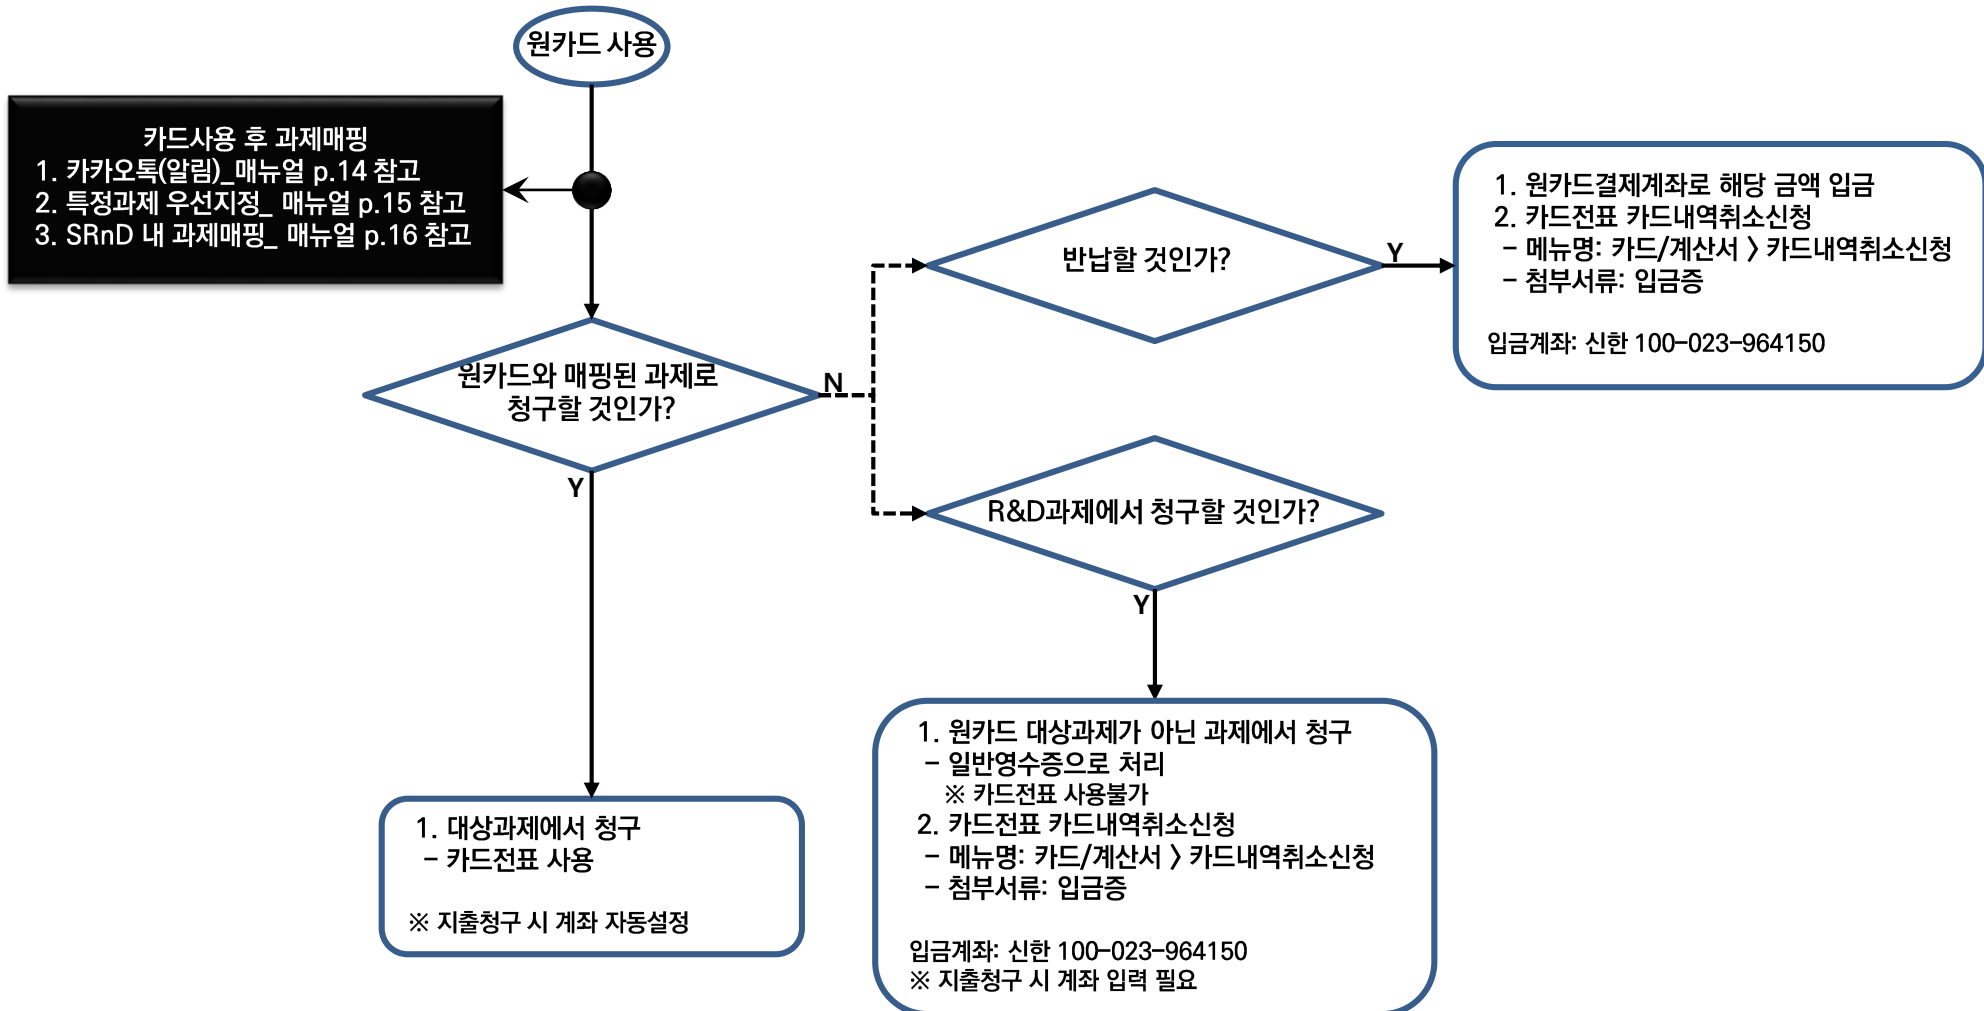 원카드 사용
카드사용 후 과제매핑
1. 카카오톡(알림)_매뉴얼 p.14 참고
2. 특정과제 우선지정_ 매뉴얼 p.15 참고
3. SRnD 내 과제매핑_ 매뉴얼 p.16 참고
원카드와 매핑된 과제로
청구할 것인가?
N
Y
반납할 것인가?
Y
1. 원카드결제계좌로 해당 금액 입금
2. 카드전표 카드내역취소신청
- 메뉴명: 카드/계산서 > 카드내역취소신청
- 첨부서류: 입금증
입금계좌: 신한 100-023-964150
R&D과제에서 청구할 것인가?
Y
1. 대상과제에서 청구
- 카드전표 사용
※ 지출청구 시 계좌 자동설정
1. 원카드 대상과제가 아닌 과제에서 청구
- 일반영수증으로 처리
※ 카드전표 사용불가
2. 카드전표 카드내역취소신청
- 메뉴명: 카드/계산서 > 카드내역취소신청
- 첨부서류: 입금증
입금계좌: 신한 100-023-964150
※ 지출청구 시 계좌 입력 필요